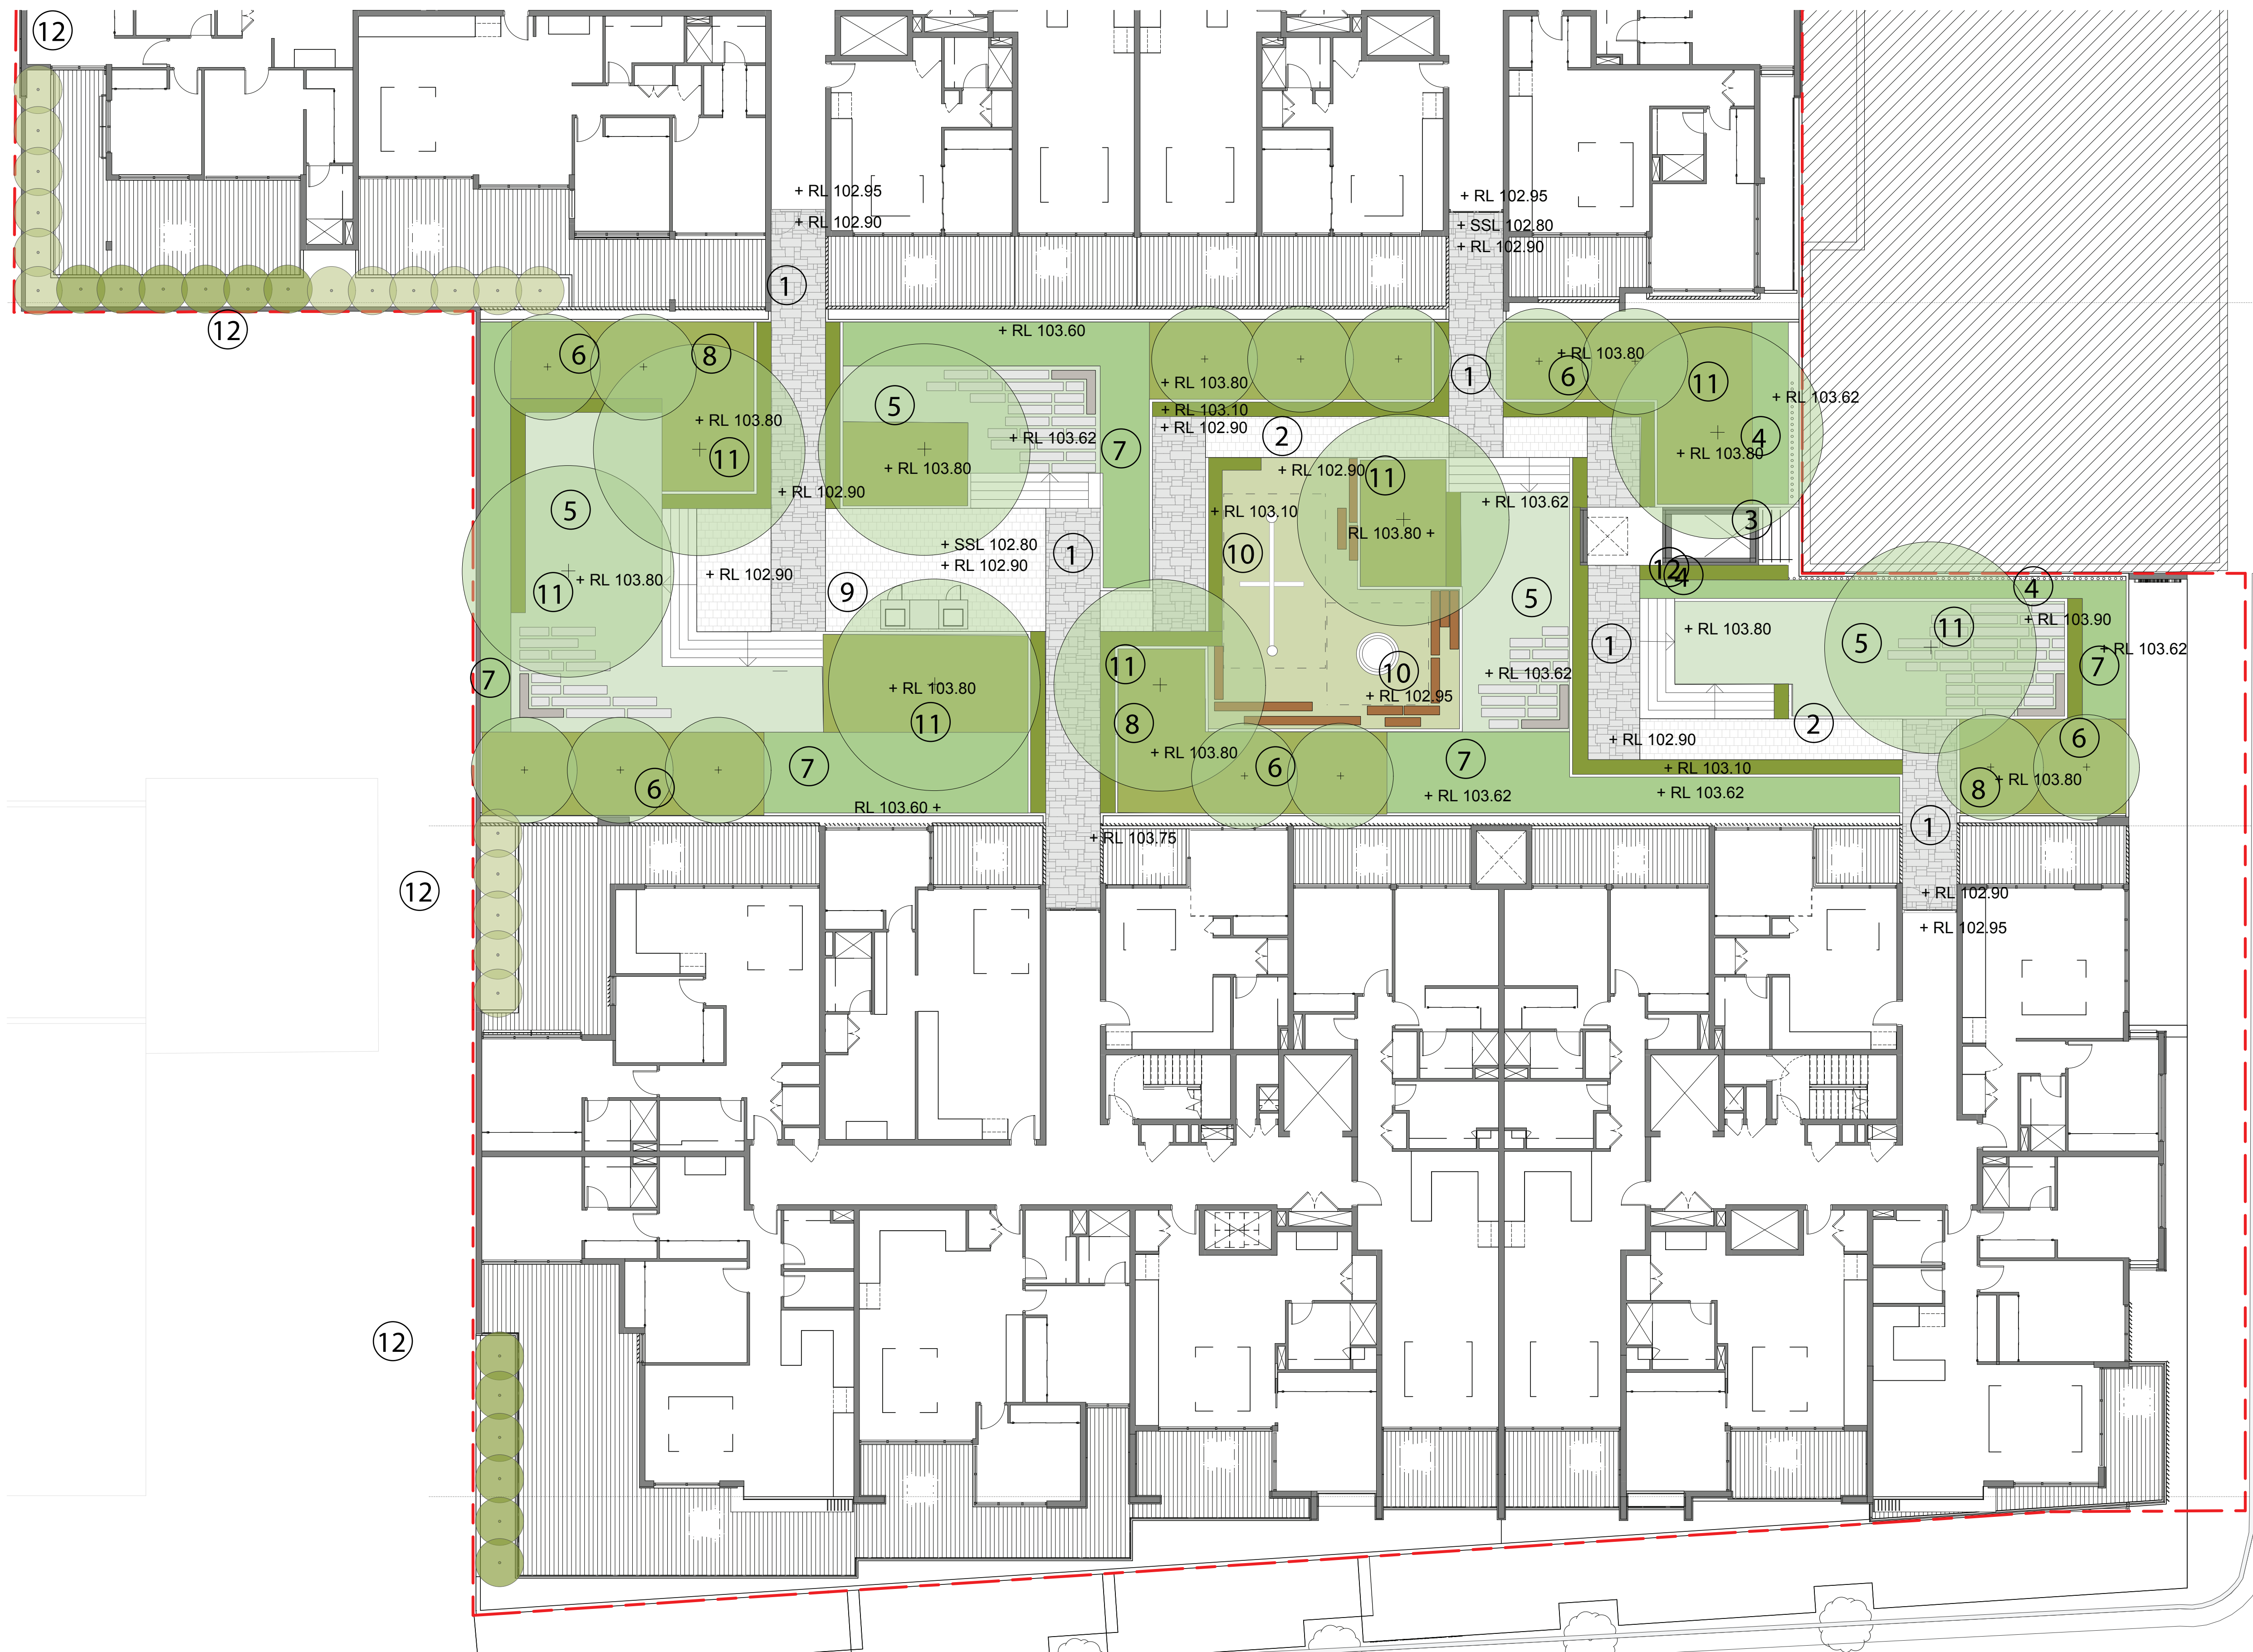 12
+ RL 102.95
+ RL 102.90
+ RL 102.95
+ SSL 102.80
+ RL 102.90
1
12
+ RL 103.60
6
8
+ RL 103.80
6
1
+ RL 103.80
11
+ RL 103.62
5
+ RL 103.10
+ RL 102.90
2
+ RL 103.80
11
+ RL 103.62
7
4
+ RL 103.80
+ RL 103.80
+ RL 102.90
11
+ RL 102.90
+ RL 103.62
5
+ RL 103.10
3
+ SSL 102.80
+ RL 102.90
1
10
RL 103.80 +
+ RL 102.90
+ RL 103.80
11
9
12
4
4
5
+ RL 103.80
5
11
+ RL 103.90
1
+ RL 103.62
7
7
+ RL 103.80
11
11
10
+ RL 103.62
+ RL 102.95
8
2
6
+ RL 102.90
+ RL 103.80
7
6
7
+ RL 103.10
8
+ RL 103.80
6
RL 103.60 +
+ RL 103.62
+ RL 103.62
1
+ RL 103.75
12
+ RL 102.90
+ RL 102.95
12